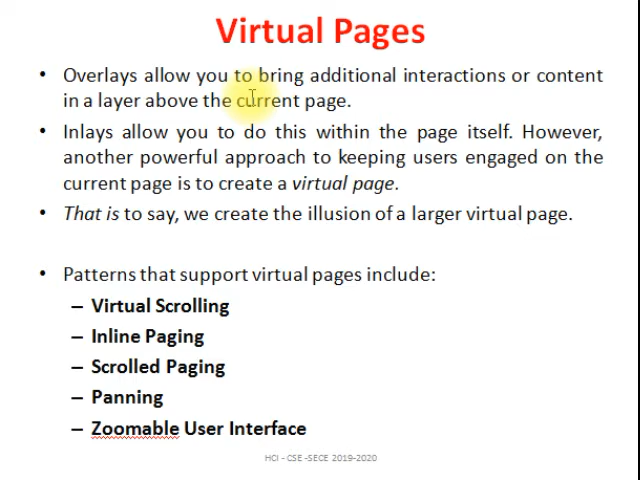 Virtual Pages
• Overlays allow you to bring additional interactions or content
in a layer above the current page.
• Inlays allow you to do this within the page itself. However,
another powerful approach to keeping users engaged on the
current page is to create a virtual page.
• That is to say, we create the illusion of a larger virtual page.
• Patterns that support virtual pages include:
– Virtual Scrolling
– Inline Paging
– Scrolled Paging
– Panning
– Zoomable User Interface
HCI - CSE -SECE 2019-2020